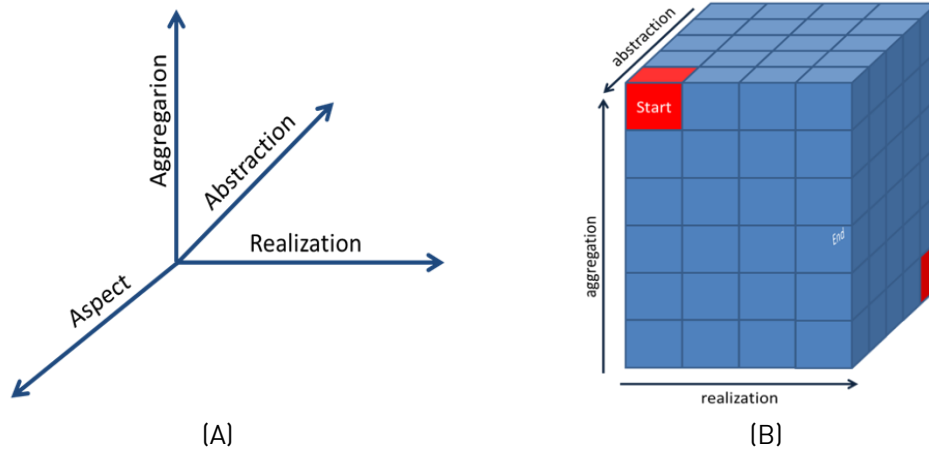 Aggregarion
Abstraction
Realization
Aspect
(A)
abstraction
Start
aggregation
End
realization
(B)